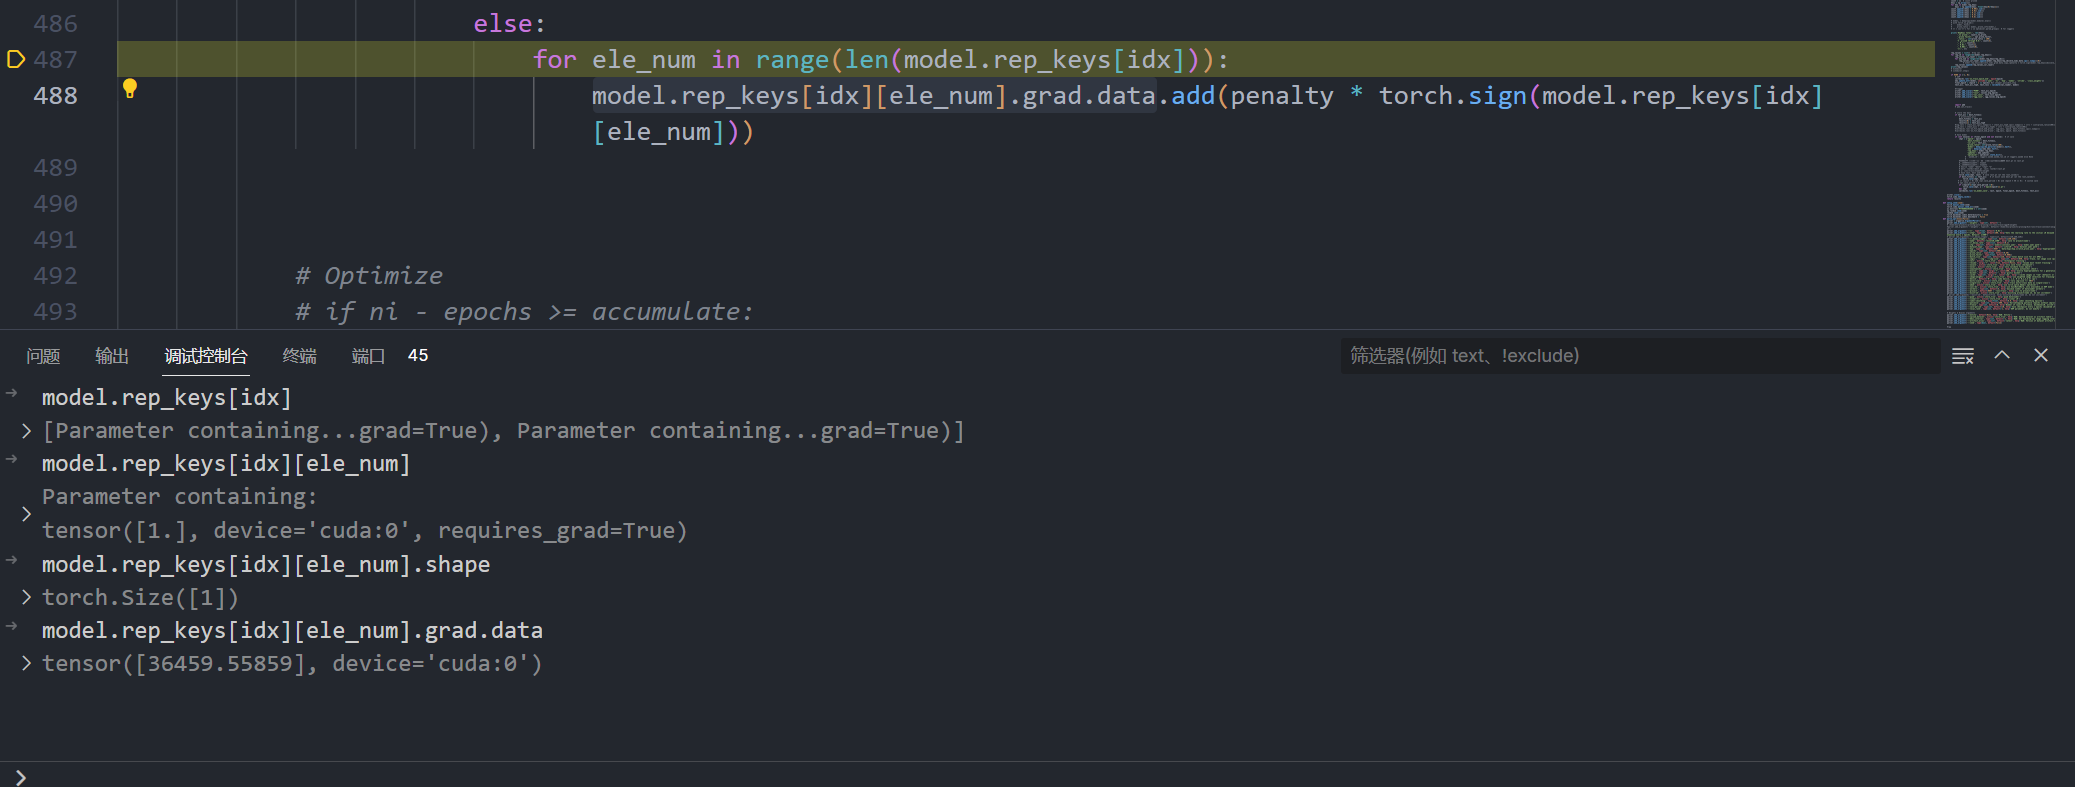 486 else:
487 for ele_num in range(len(model.rep_keys[idx])):
488 model.rep_keys[idx][ele_num].grad.data.add(penalty * torch.sign(model.rep_keys[idx]
[ele_num]))
489
490
491
492 # Optimize
493 # if ni - epochs >= accumulate:
问题 输出 调试控制台 终端 端口 45 筛选器(例如 text、!exclude)
model.rep_keys[idx]
[Parameter containing...grad=True), Parameter containing...grad=True)]
model.rep_keys[idx][ele_num]
Parameter containing:
tensor([1.], device='cuda:0', requires_grad=True)
model.rep_keys[idx][ele_num].shape
torch.Size([1])
model.rep_keys[idx][ele_num].grad.data
tensor([36459.55859], device='cuda:0')